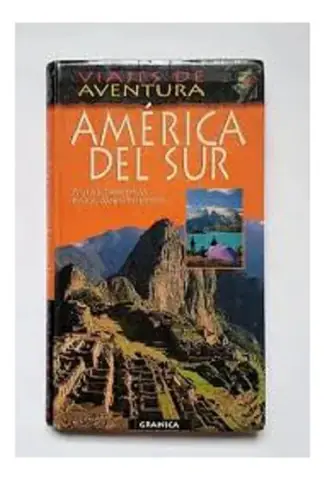 VIAJES DE
AVENTURA
AMÉRICA
DEL SUR
GRANICA